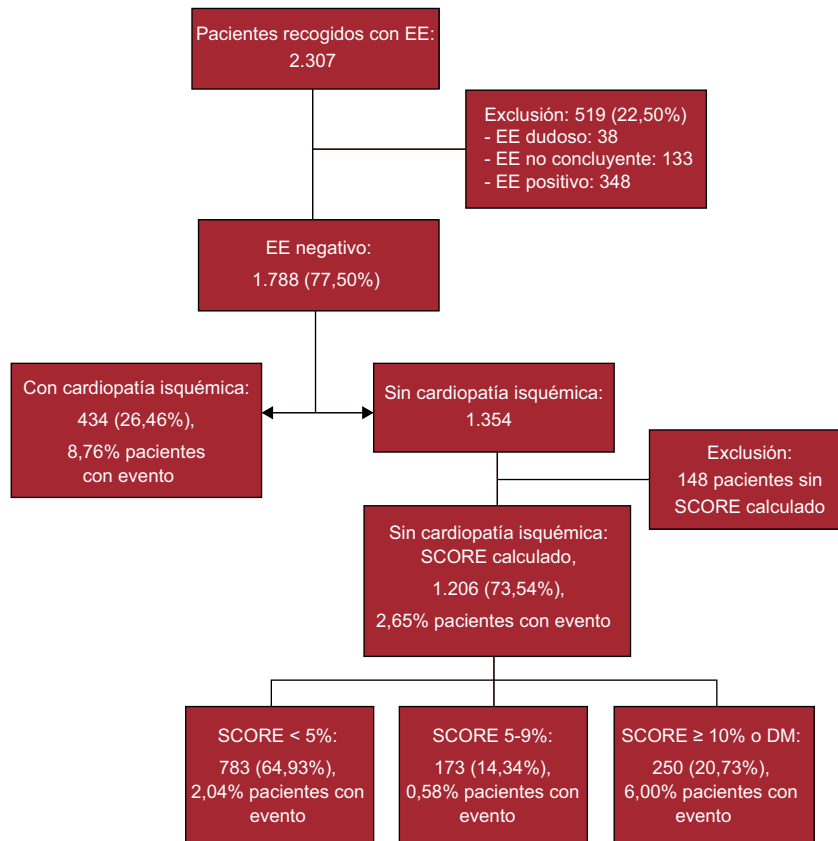 Pacientes recogidos con EE:
2.307
Exclusión: 519 (22,50%)
- EE dudoso: 38
- EE no concluyente: 133
- EE positivo: 348
EE negativo:
1.788 (77,50%)
Con cardiopatía isquémica:
434 (26,46%),
8,76% pacientes
con evento
Sin cardiopatía isquémica:
1.354
Exclusión:
148 pacientes sin
SCORE calculado
Sin cardiopatía isquémica:
SCORE calculado,
1.206 (73,54%),
2,65% pacientes con evento
SCORE < 5%:
783 (64,93%),
2,04% pacientes con
evento
SCORE 5-9%:
173 (14,34%),
0,58% pacientes con
evento
SCORE ≥ 10% o DM:
250 (20,73%),
6,00% pacientes con
evento